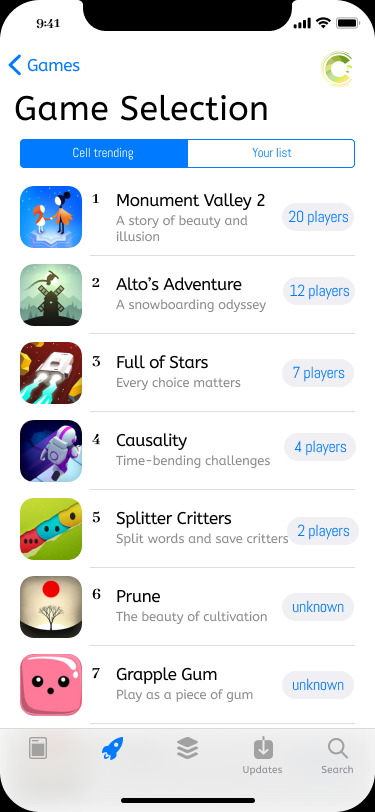 9:41
Games
Game Selection
Cell trending
Your list
1 Monument Valley 2
A story of beauty and
illusion
20 players
2 Alto’s Adventure
A snowboarding odyssey
12 players
3 Full of Stars
Every choice matters
7 players
4 Causality
Time-bending challenges
4 players
5 Splitter Critters
Split words and save critters
2 players
6 Prune
The beauty of cultivation
unknown
7 Grapple Gum
Play as a piece of gum
unknown
Updates
Search